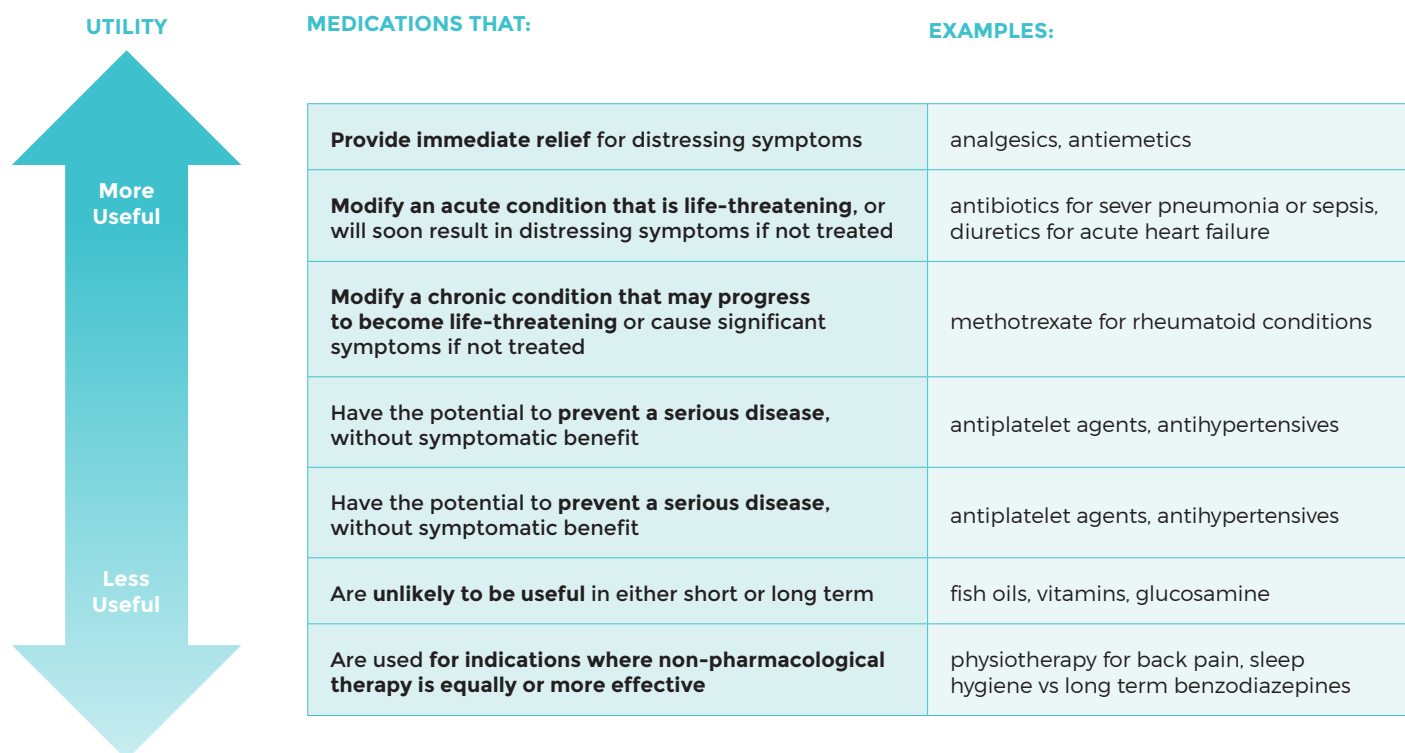 UTILITY
MEDICATIONS THAT:
EXAMPLES:
More
Useful
Less
Useful
Provide immediate relief for distressing symptoms
analgesics, antiemetics
Modify an acute condition that is life-threatening, or
will soon result in distressing symptoms if not treated
antibiotics for sever pneumonia or sepsis,
diuretics for acute heart failure
Modify a chronic condition that may progress
to become life-threatening or cause significant
symptoms if not treated
methotrexate for rheumatoid conditions
Have the potential to prevent a serious disease,
without symptomatic benefit
antiplatelet agents, antihypertensives
Have the potential to prevent a serious disease,
without symptomatic benefit
antiplatelet agents, antihypertensives
Are unlikely to be useful in either short or long term
fish oils, vitamins, glucosamine
Are used for indications where non-pharmacological
therapy is equally or more effective
physiotherapy for back pain, sleep
hygiene vs long term benzodiazepines